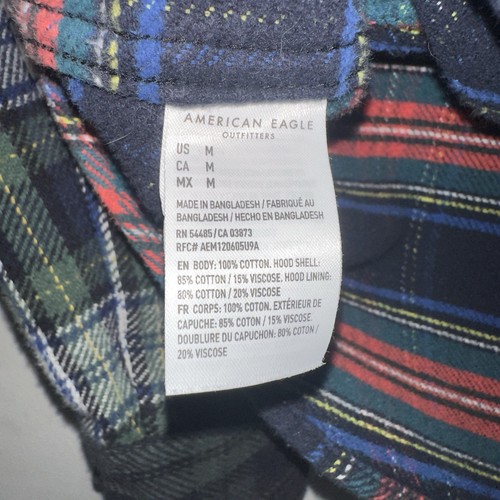 AMERICAN EAGLE
OUTFITTERS
US M
CA M
MX M
MADE IN BANGLADESH / FABRIQUÉ AU
BANGLADESH / HECHO EN BANGLADESH
RN 54485 / CA 03873
RFC# AEM120605U9A
EN BODY: 100% COTTON. HOOD SHELL:
85% COTTON / 15% VISCOSE. HOOD LINING:
80% COTTON / 20% VISCOSE
FR CORPS: 100% COTON. EXTÉRIEUR DE
CAPUCHE: 85% COTON / 15% VISCOSE.
DOUBLURE DU CAPUCHON: 80% COTON /
20% VISCOSE